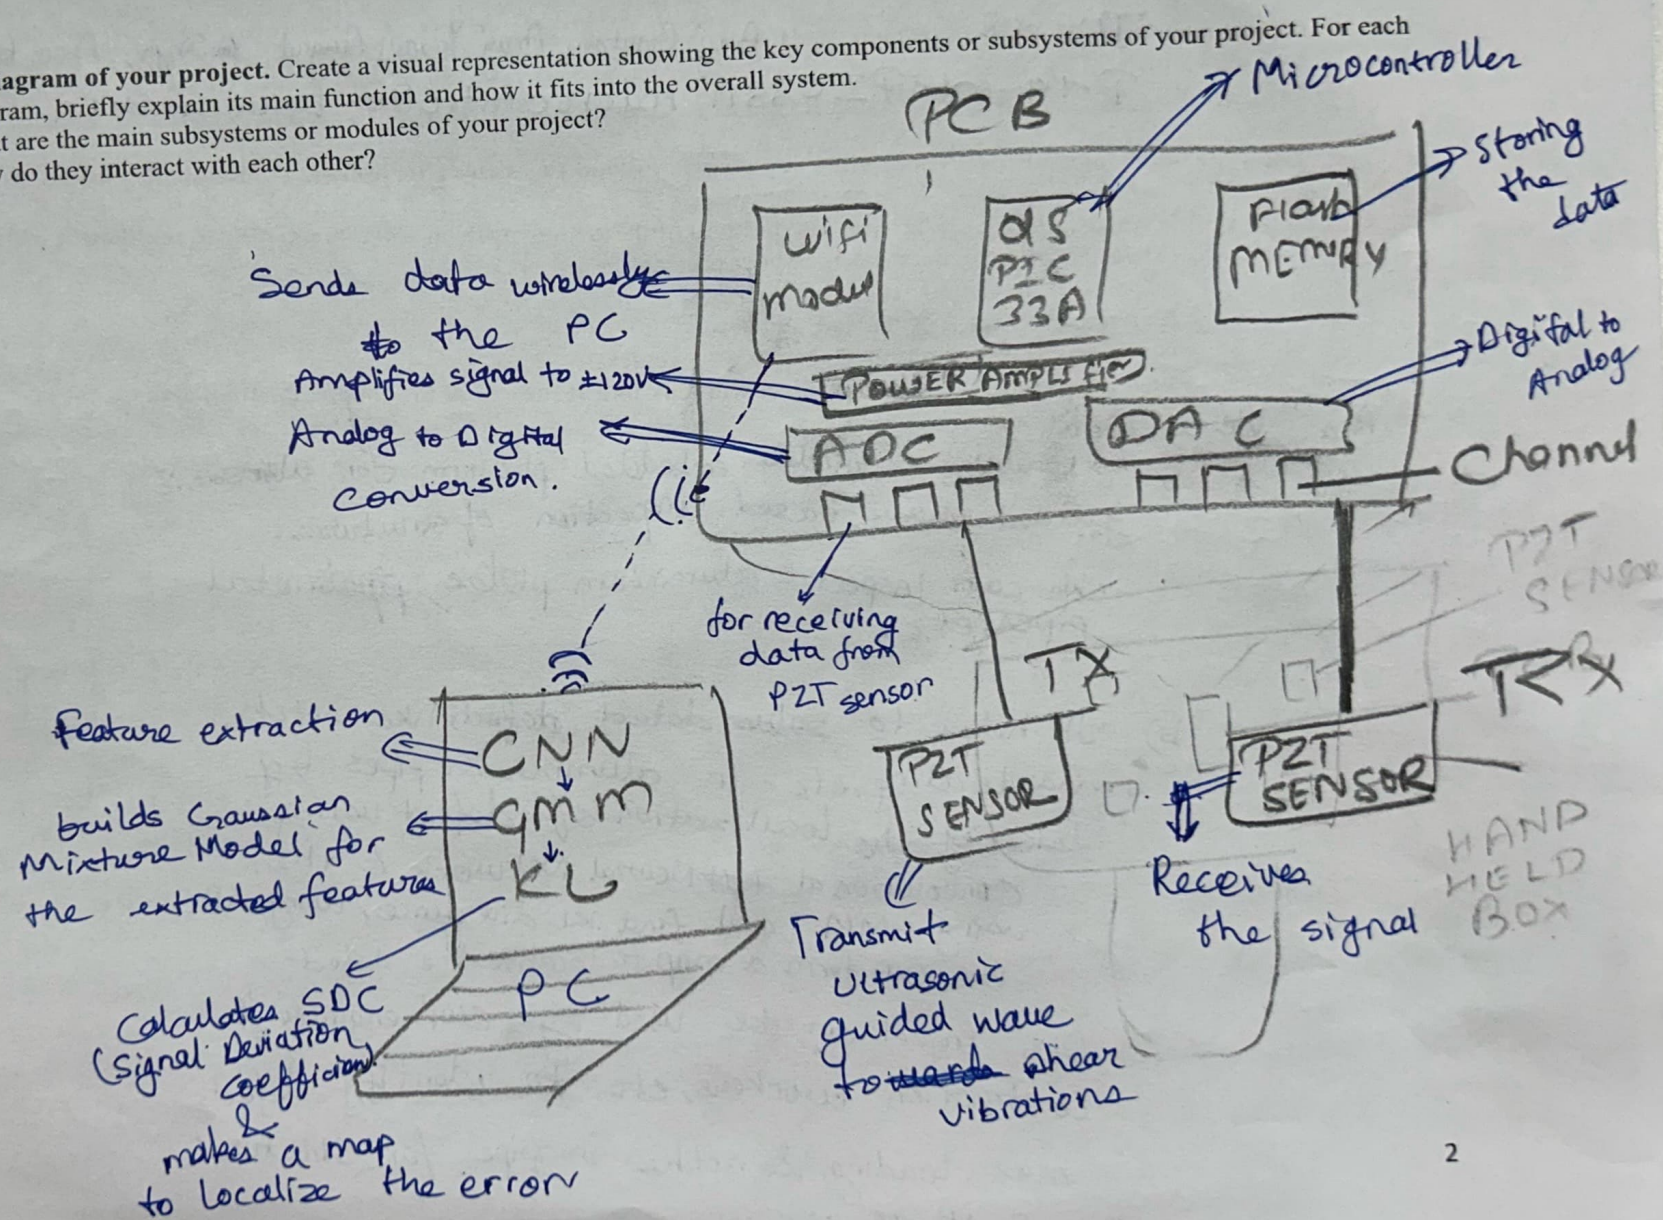 agram of your project. Create a visual representation showing the key components or subsystems of your project. For each
ram, briefly explain its main function and how it fits into the overall system.
t are the main subsystems or modules of your project?
do they interact with each other?
PCB
Microcontroller
Storing
the
data
Wifi
modul
PIC
33A
Flash
MEMORY
Sends data wirelessly
to the PC
Amplifies signal to ±120V
POWER AMPLIFIER
Digital to
Analog
Analog to Digital
Conversion.
ADC
DAC
Channel
for receiving
data from
PZT sensor
PZT
SENSOR
TX
TRX
Feature extraction
CNN
builds Gaussian
Mixture Model for
the extracted features
GMM
KL
PZT
SENSOR
PZT
SENSOR
HAND
HELD
BOX
Receives
the signal
Transmit
Ultrasonic
guided wave
to shear
vibrations
PC
Calculates SDC
(Signal Deviation
coefficient)
&
makes a map
to localize the error
2